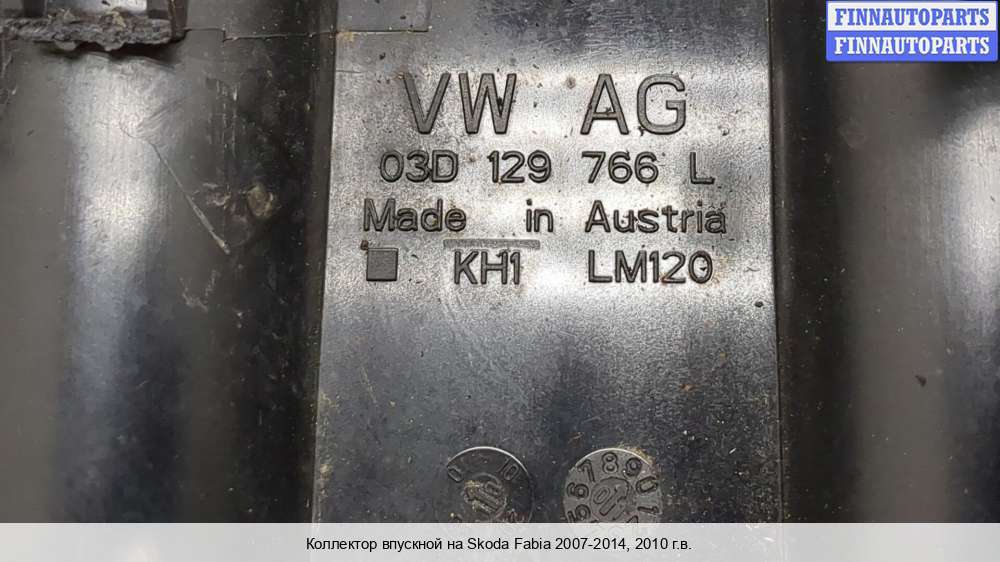 FINNAUTOPARTS
FINNAUTOPARTS
VW AG
03D 129 766 L
Made in Austria
KH1 LM120
Коллектор впускной на Skoda Fabia 2007-2014, 2010 г.в.